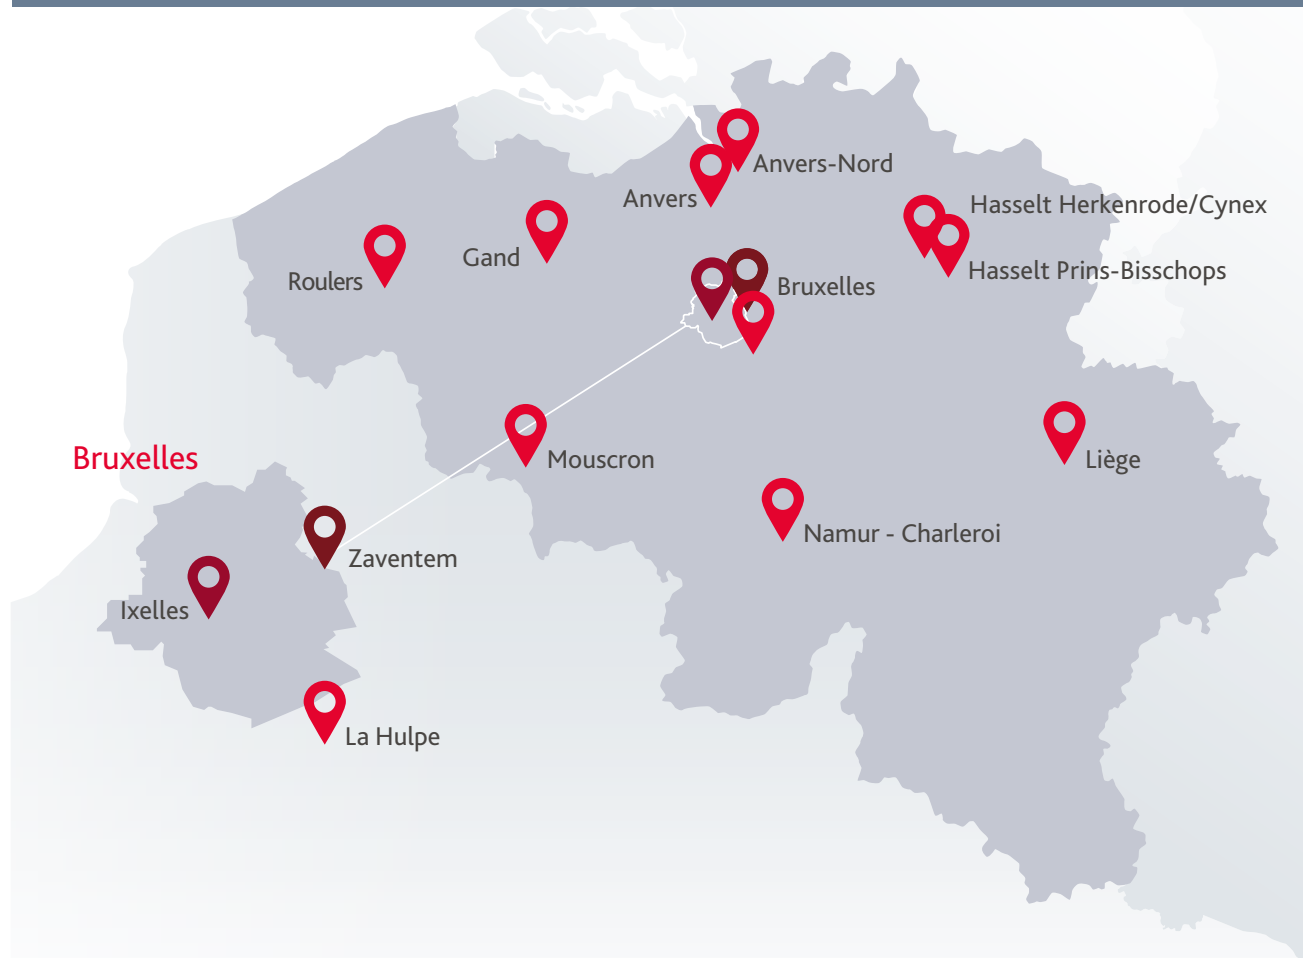 Anvers-Nord
Anvers
Hasselt Herkenrode/Cynex
Gand
Hasselt Prins-Bisschops
Roulers
Bruxelles
Bruxelles
Mouscron
Liège
Namur - Charleroi
Zaventem
Ixelles
La Hulpe